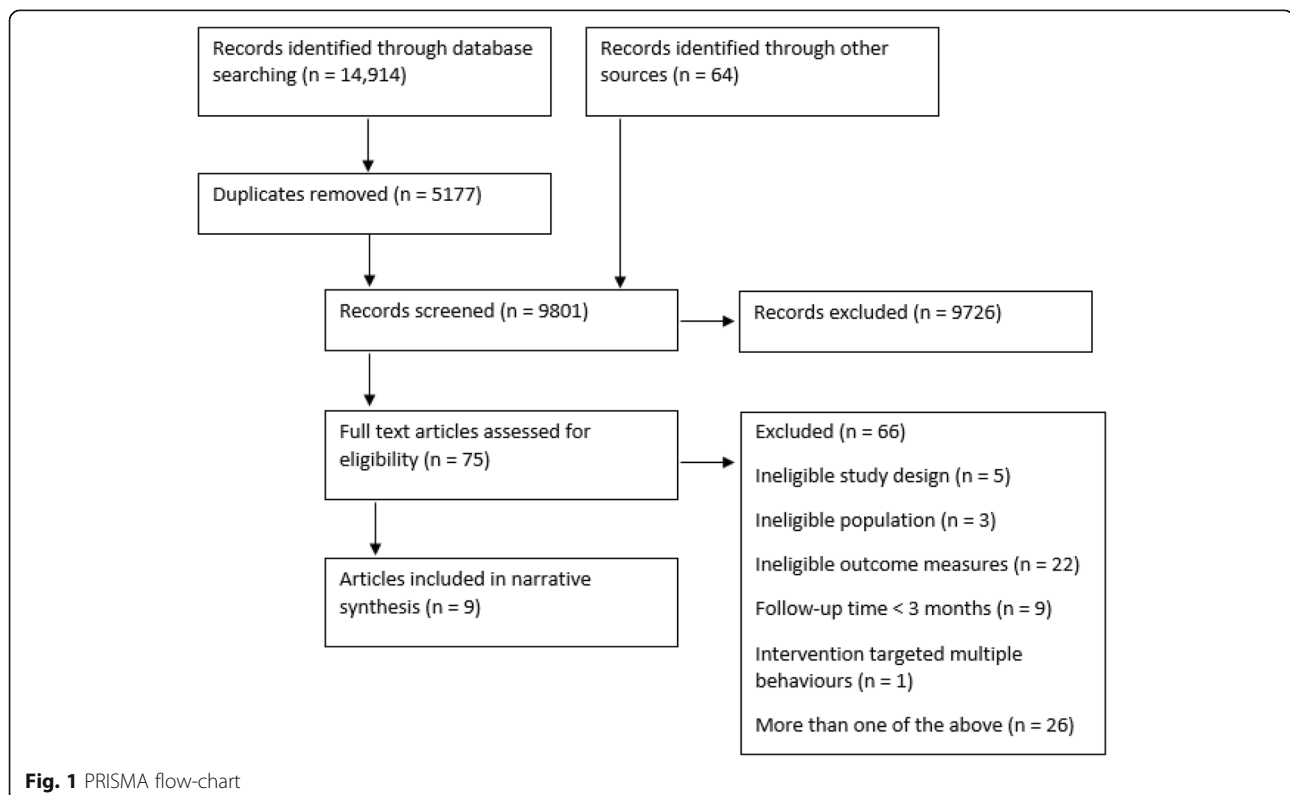 Records identified through database
searching (n = 14,914)
Records identified through other
sources (n = 64)
Duplicates removed (n = 5177)
Records screened (n = 9801)
Records excluded (n = 9726)
Full text articles assessed for
eligibility (n = 75)
Excluded (n = 66)
Ineligible study design (n = 5)
Ineligible population (n = 3)
Ineligible outcome measures (n = 22)
Follow-up time < 3 months (n = 9)
Intervention targeted multiple
behaviours (n = 1)
More than one of the above (n = 26)
Articles included in narrative
synthesis (n = 9)
Fig. 1 PRISMA flow-chart